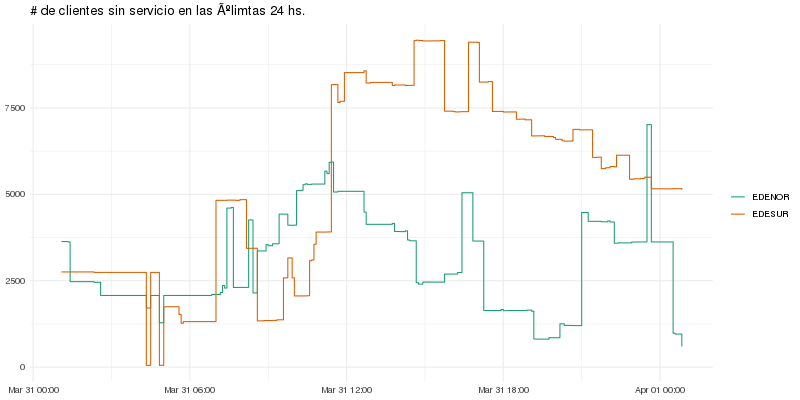 # de clientes sin servicio en las Ãºlimtas 24 hs.
7500
5000
2500
0
Mar 31 00:00
Mar 31 06:00
Mar 31 12:00
Mar 31 18:00
Apr 01 00:00
EDENOR
EDESUR